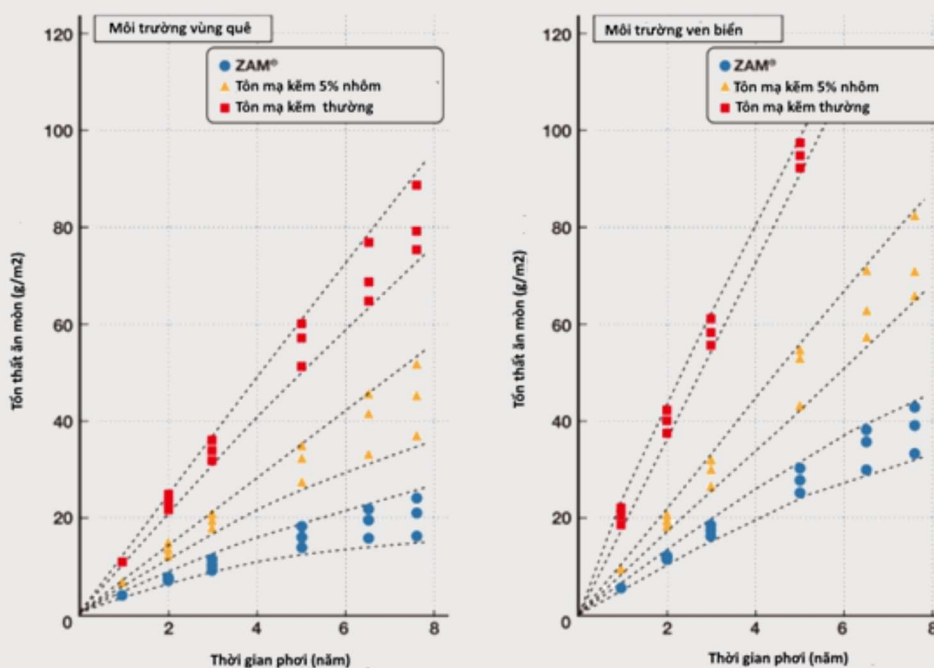 Môi trường vùng quê
ZAM®
Tôn mạ kẽm 5% nhôm
Tôn mạ kẽm thường
Tổn thất ăn mòn (g/m2)
120
100
80
60
40
20
0
2
4
6
8
Thời gian phơi (năm)
Môi trường ven biển
ZAM®
Tôn mạ kẽm 5% nhôm
Tôn mạ kẽm thường
Tổn thất ăn mòn (g/m2)
120
100
80
60
40
20
0
2
4
6
8
Thời gian phơi (năm)